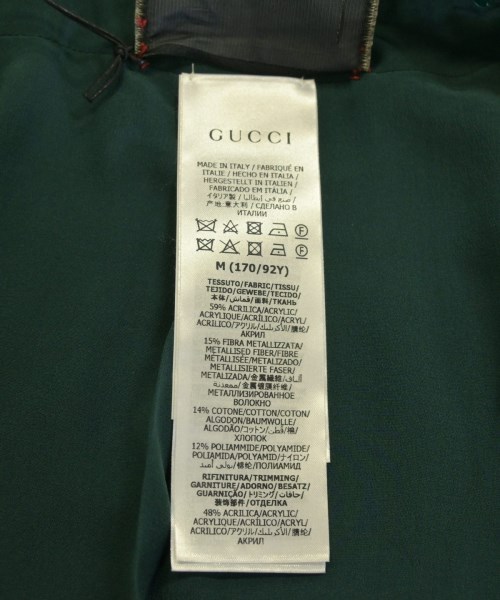 GUCCI
MADE IN ITALY / FABRIQUÉ EN
ITALIE / HECHO EN ITALIA /
HERGESTELLT IN ITALIEN /
FABRICADO EM ITÁLIA /
イタリア製 / صنع في إيطاليا /
产地:意大利 / СДЕЛАНО В
ИТАЛИИ
F
F
M (170/92Y)
TESSUTO/FABRIC/TISSU/
TEJIDO/GEWEBE/TECIDO/
本体/قماش/面料/ТКАНЬ
59% ACRILICA/ACRYLIC/
ACRYLIQUE/ACRÍLICO/ACRYL/
ACRÍLICO/アクリル/الأكريليك/腈纶/
АКРИЛ
15% FIBRA METALLIZZATA/
METALLISED FIBER/FIBRE
METALLISÉE/METALIZADO/
METALLISIERTE FASER/
METALIZADA/金属繊維/ألياف
معدنية/金属镀膜纤维/
МЕТАЛЛИЗИРОВАННОЕ
ВОЛОКНО
14% COTONE/COTTON/COTON/
ALGODON/BAUMWOLLE/
ALGODÃO/コットン/قطن/棉/
ХЛОПОК
12% POLIAMMIDE/POLYAMIDE/
POLIAMIDA/POLYAMID/ナイロン/
بولي أميد/锦纶/ПОЛИАМИД
RIFINITURA/TRIMMING/
GARNITURE/ADORNO/BESATZ/
GUARNIÇÃO/トリミング/حافات/
装饰部件/ОТДЕЛКА
48% ACRILICA/ACRYLIC/
ACRYLIQUE/ACRÍLICO/ACRYL/
ACRÍLICO/アクリル/الأكريليك/腈纶/
АКРИЛ